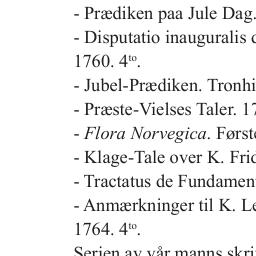 - Prædiken paa Jule Dag.
- Disputatio inauguralis
1760. 4to.
- Jubel-Prædiken. Tronhi
- Præste-Vielses Taler. 17
- Flora Norvegica. Først
- Klage-Tale over K. Frid
- Tractatus de Fundamen
- Anmærkninger til K. Le
1764. 4to.
Serien av vår manns skri